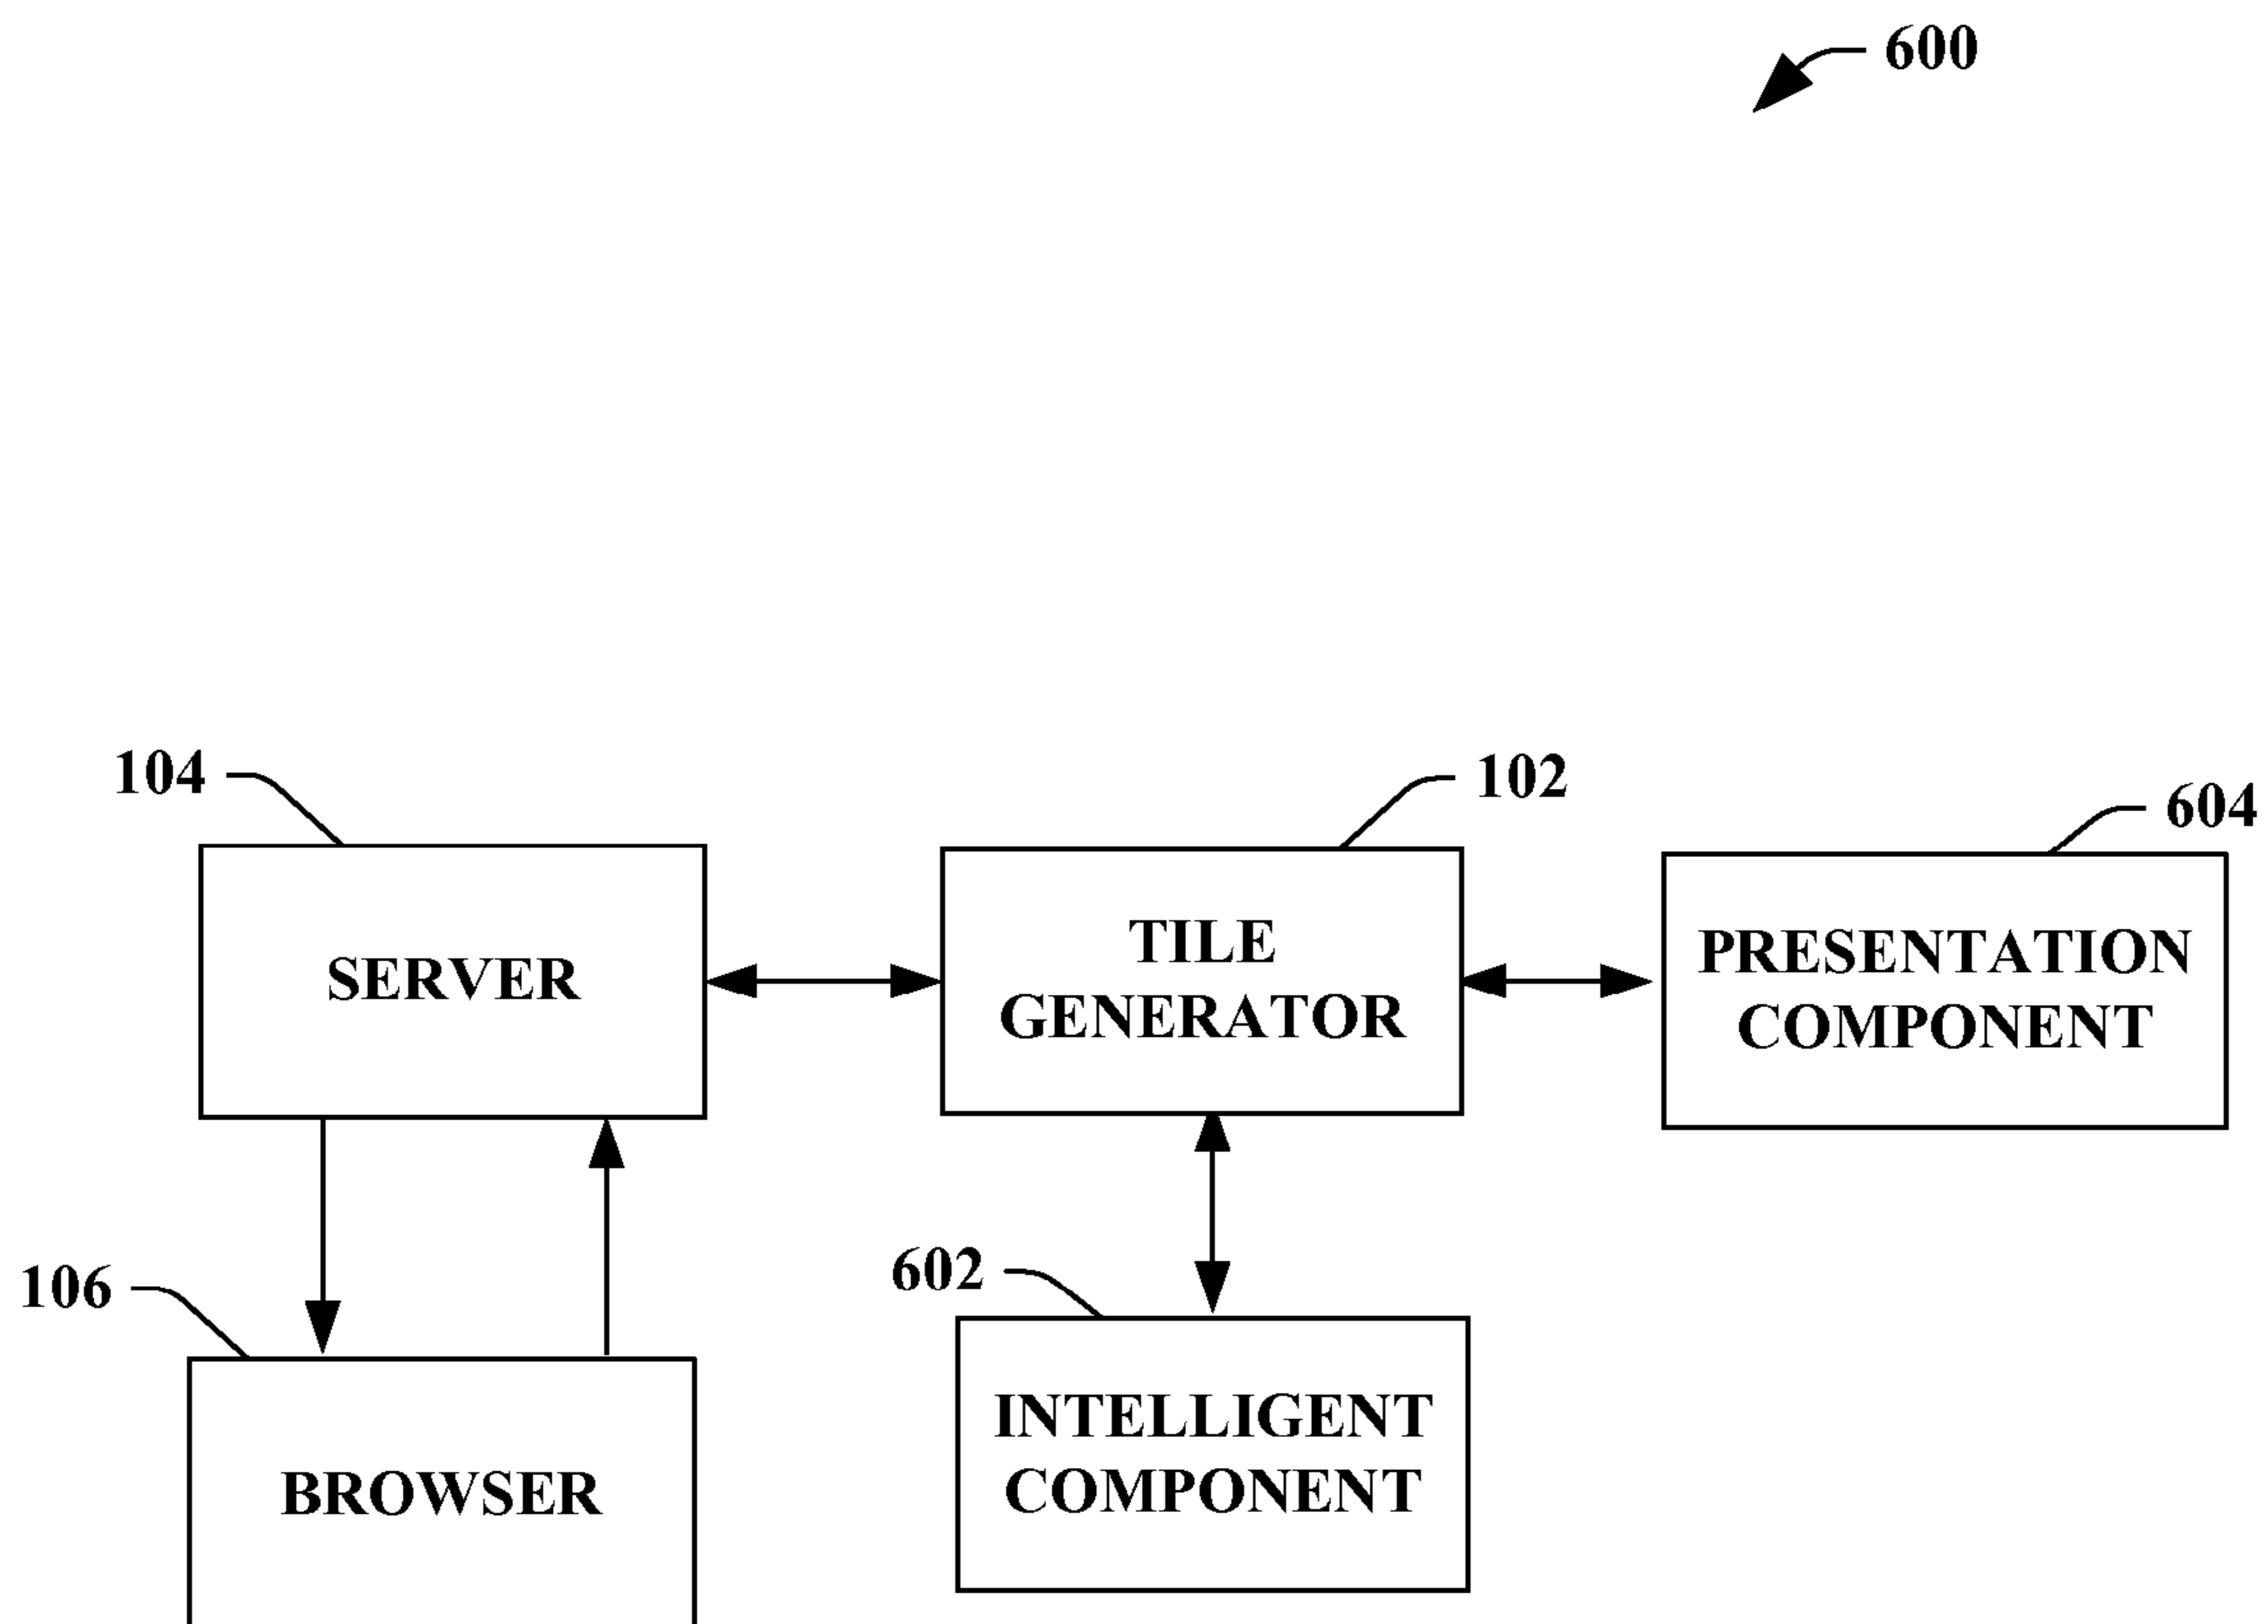 600
104
102
604
SERVER
TILE
GENERATOR
PRESENTATION
COMPONENT
106
602
BROWSER
INTELLIGENT
COMPONENT